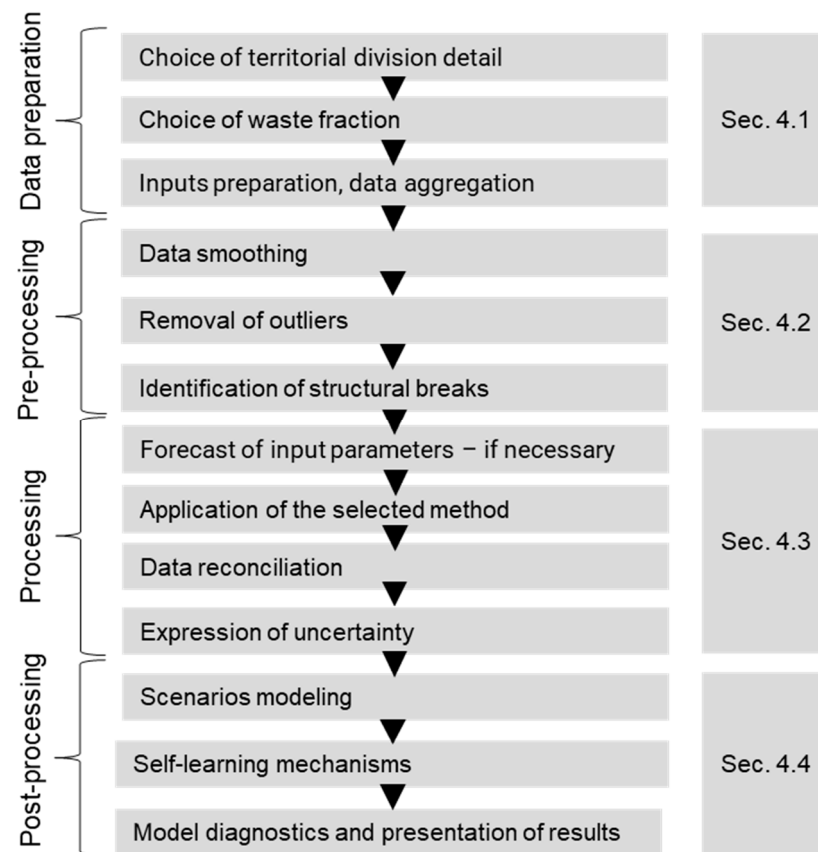 Data preparation
Choice of territorial division detail
Choice of waste fraction
Inputs preparation, data aggregation
Sec. 4.1
Pre-processing
Data smoothing
Removal of outliers
Identification of structural breaks
Sec. 4.2
Processing
Forecast of input parameters – if necessary
Application of the selected method
Data reconciliation
Expression of uncertainty
Sec. 4.3
Post-processing
Scenarios modeling
Self-learning mechanisms
Model diagnostics and presentation of results
Sec. 4.4